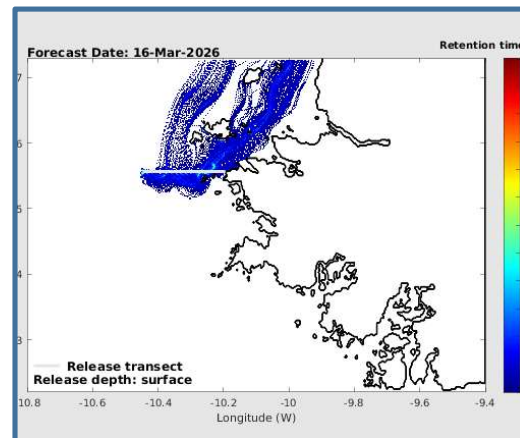 Forecast Date: 16-Mar-2026
Retention time
7
6
5
4
3
Release transect
Release depth: surface
10.8 -10.6 -10.4 -10.2 -10 -9.8 -9.6 -9.4
Longitude (W)